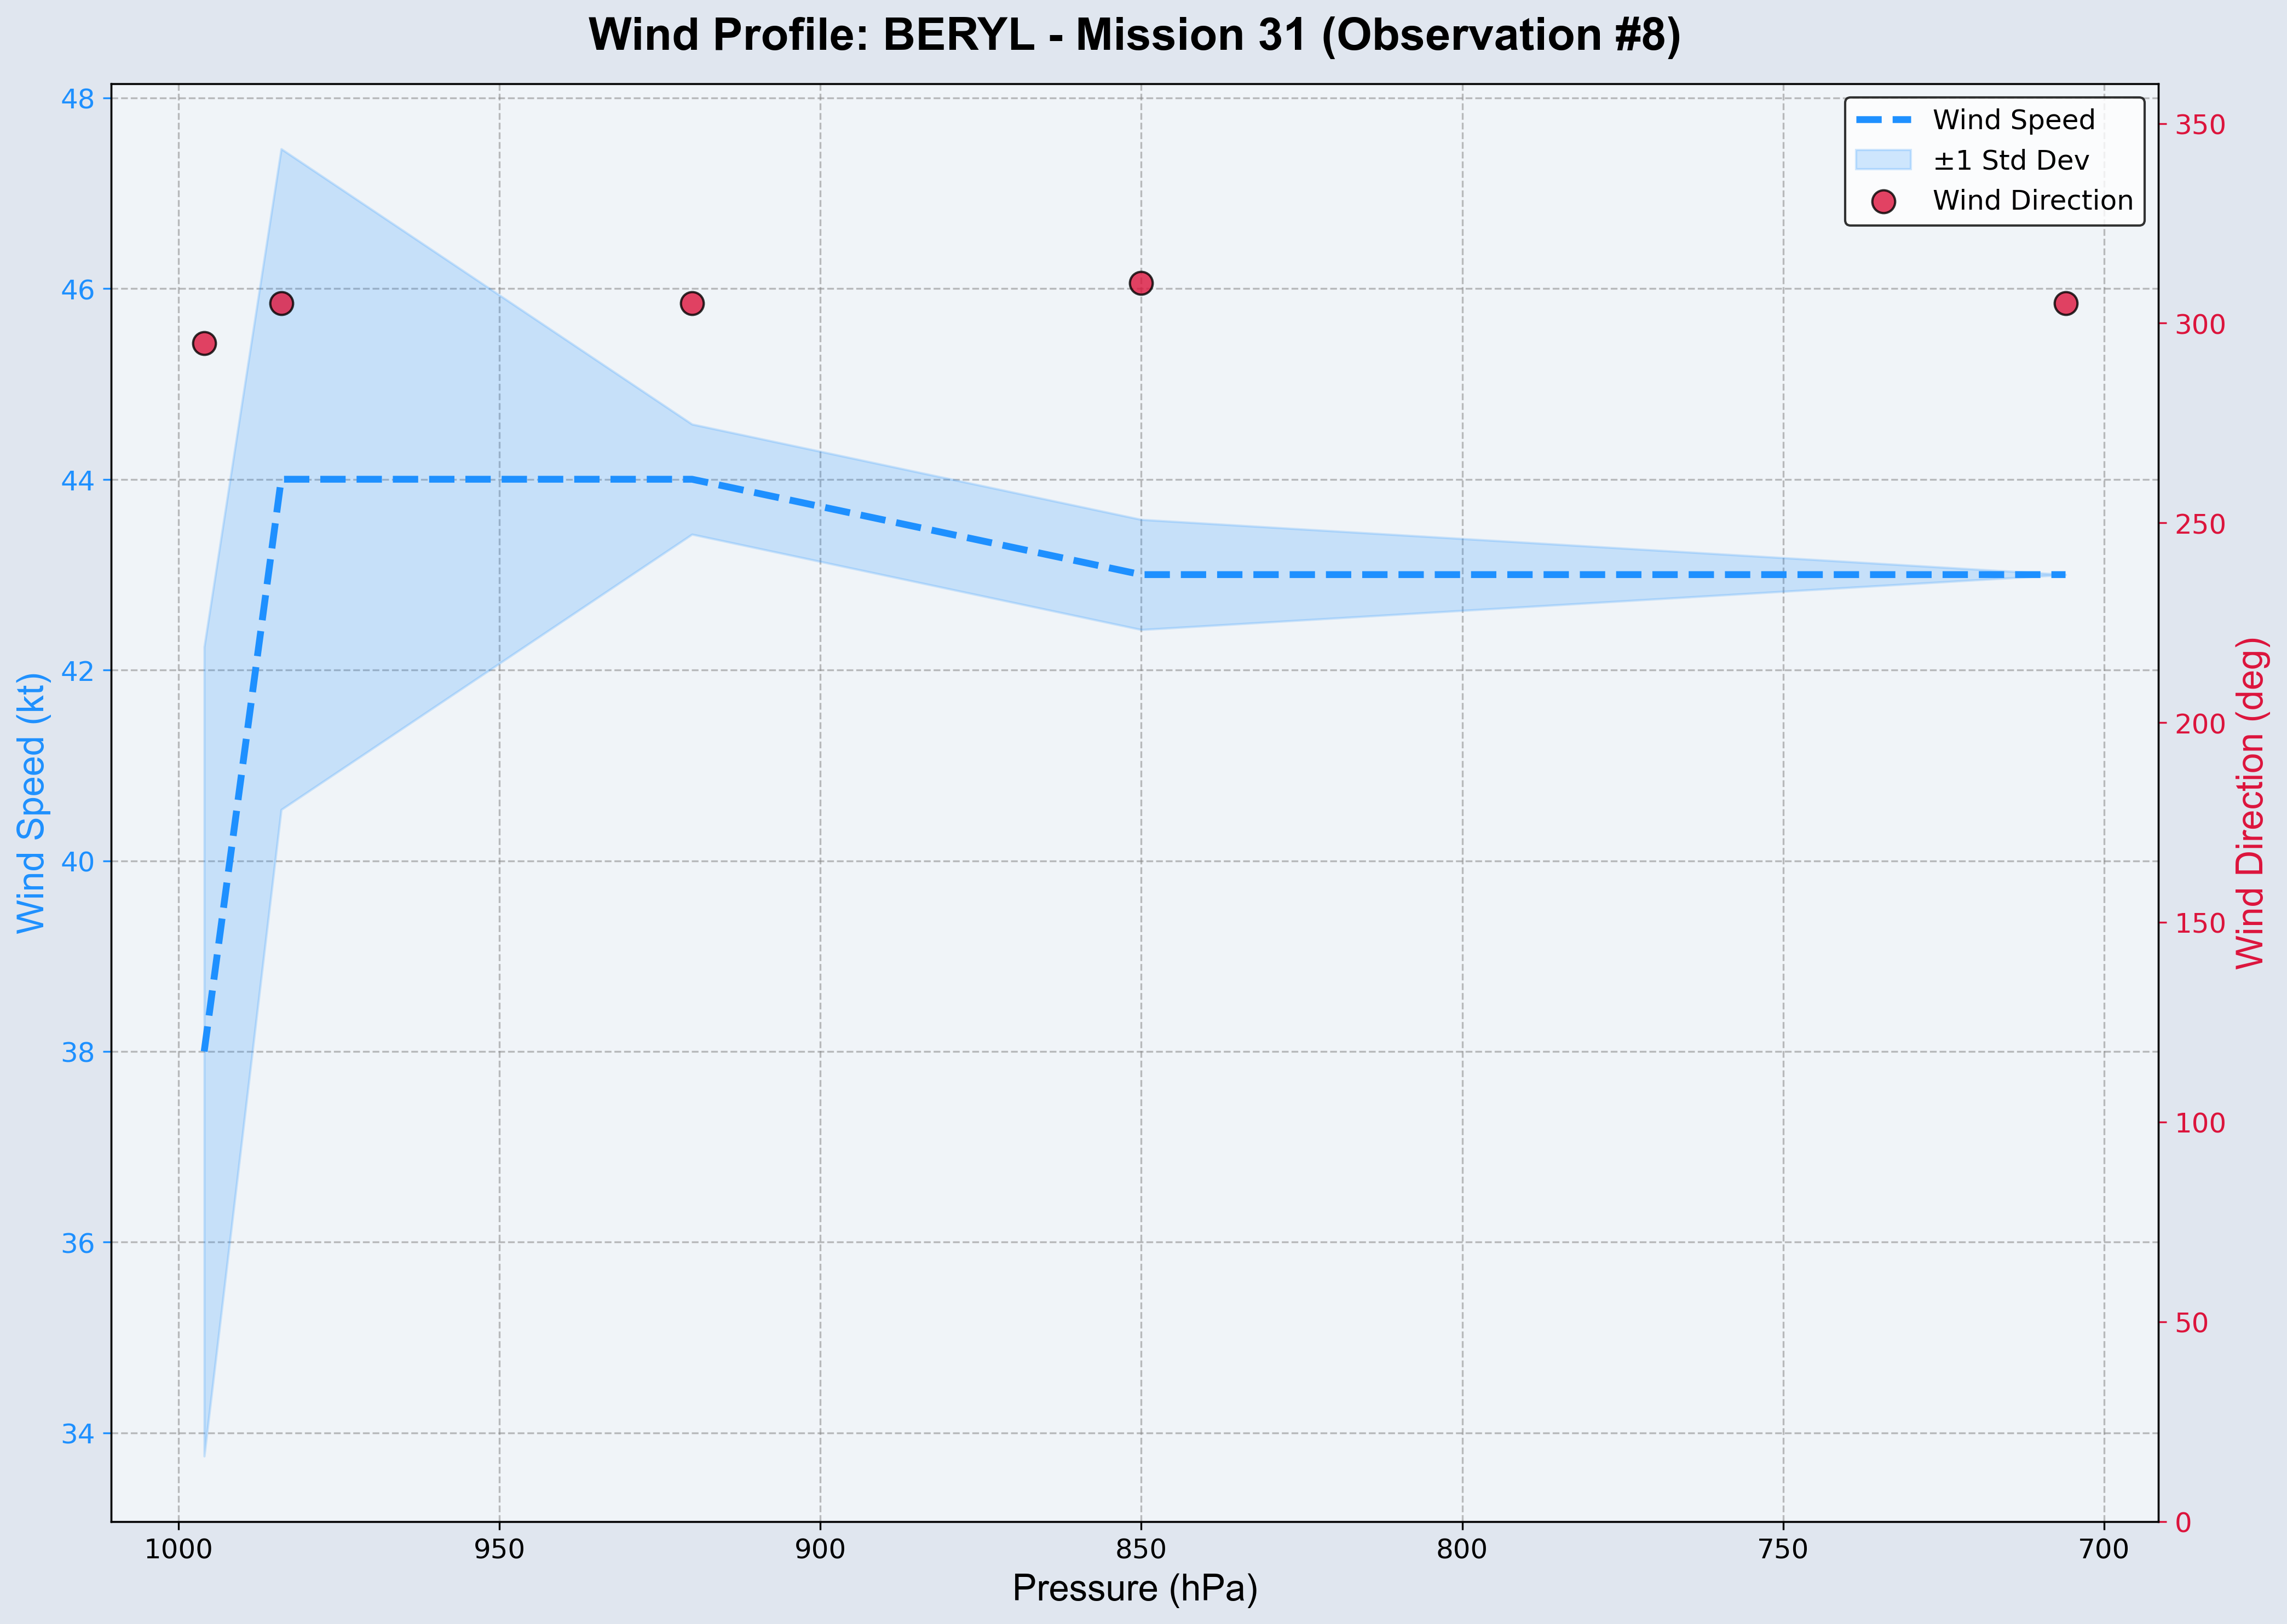 Wind Profile: BERYL - Mission 31 (Observation #8)
Wind Speed
±1 Std Dev
Wind Direction
48
46
44
42
40
38
36
34
Wind Speed (kt)
350
300
250
200
150
100
50
0
Wind Direction (deg)
1000 950 900 850 800 750 700
Pressure (hPa)